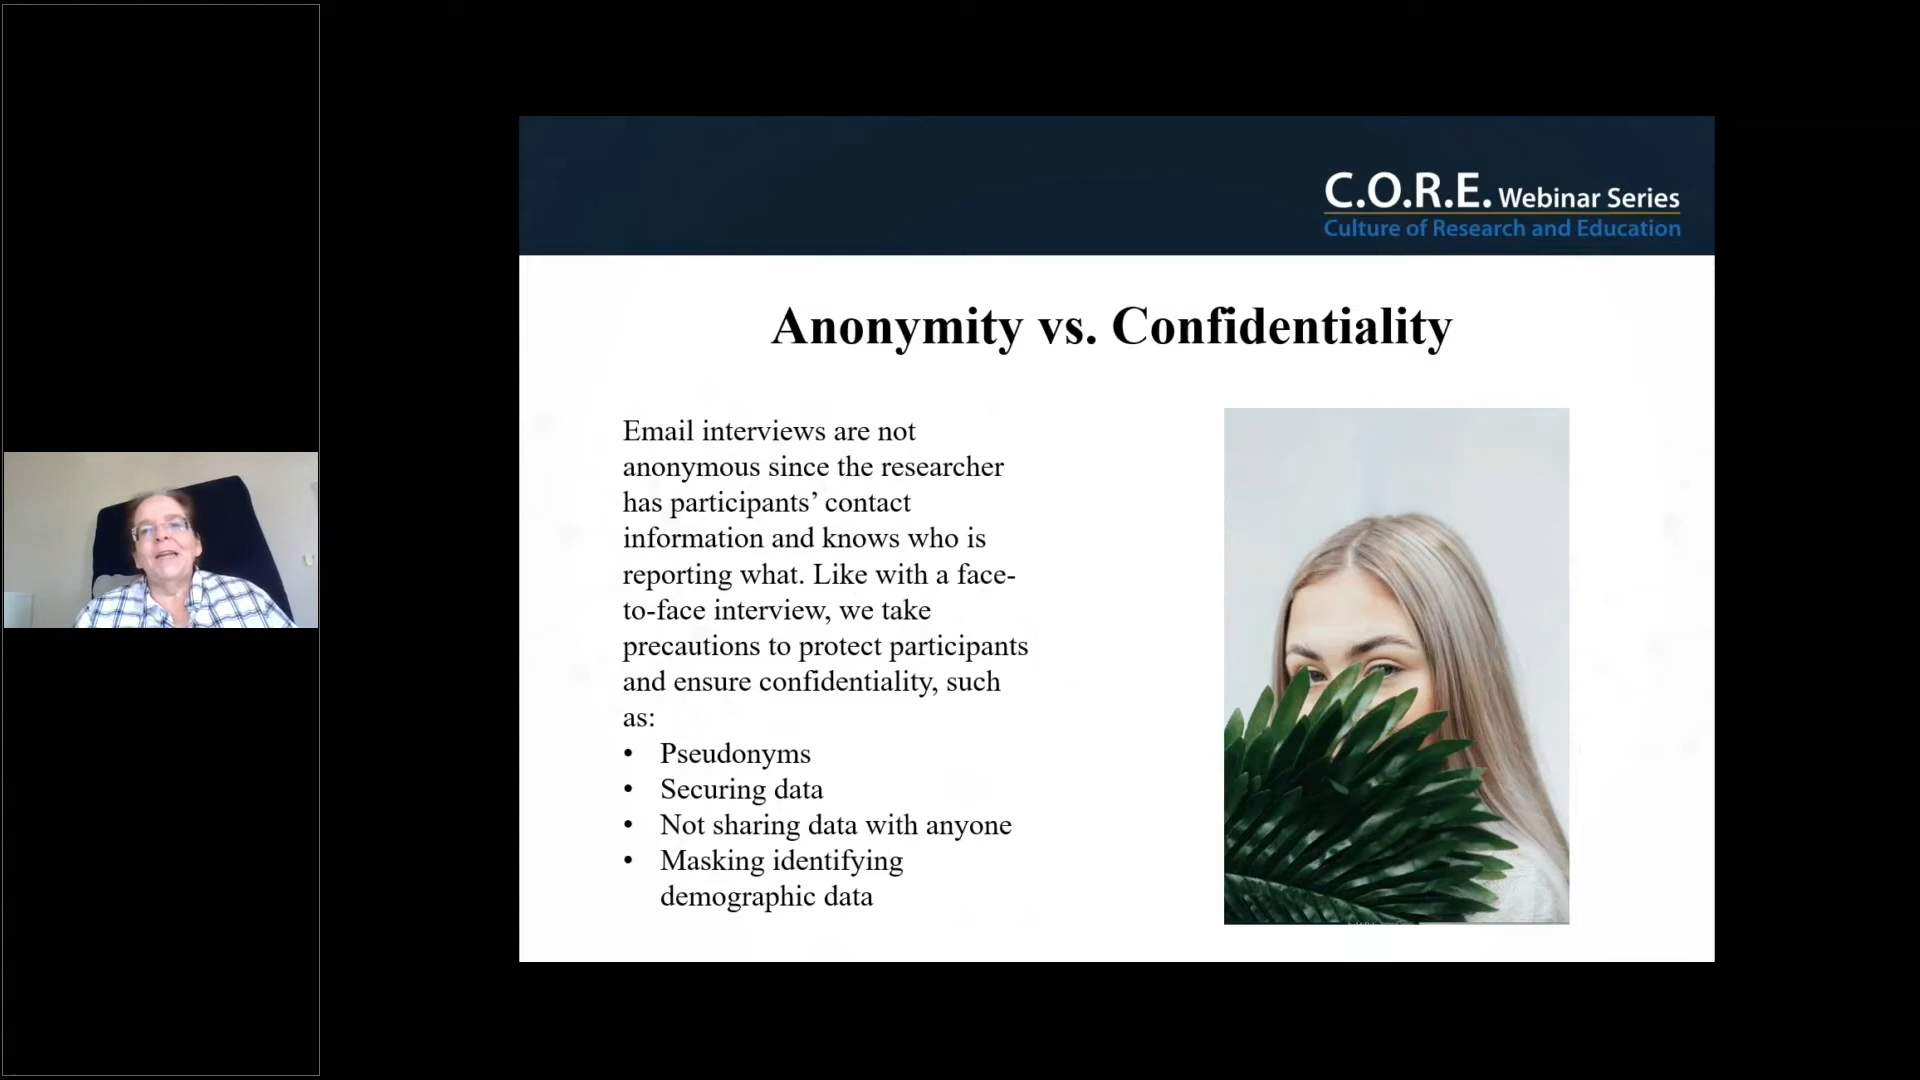 C.O.R.E. Webinar Series
Culture of Research and Education
Anonymity vs. Confidentiality
Email interviews are not
anonymous since the researcher
has participants’ contact
information and knows who is
reporting what. Like with a face-
to-face interview, we take
precautions to protect participants
and ensure confidentiality, such
as:
• Pseudonyms
• Securing data
• Not sharing data with anyone
• Masking identifying
demographic data